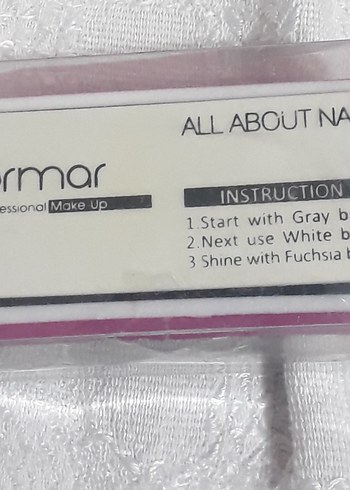 ALL ABOUT NA
ormar
essional Make Up
INSTRUCTION
1.Start with Gray b
2.Next use White b
3 Shine with Fuchsia b